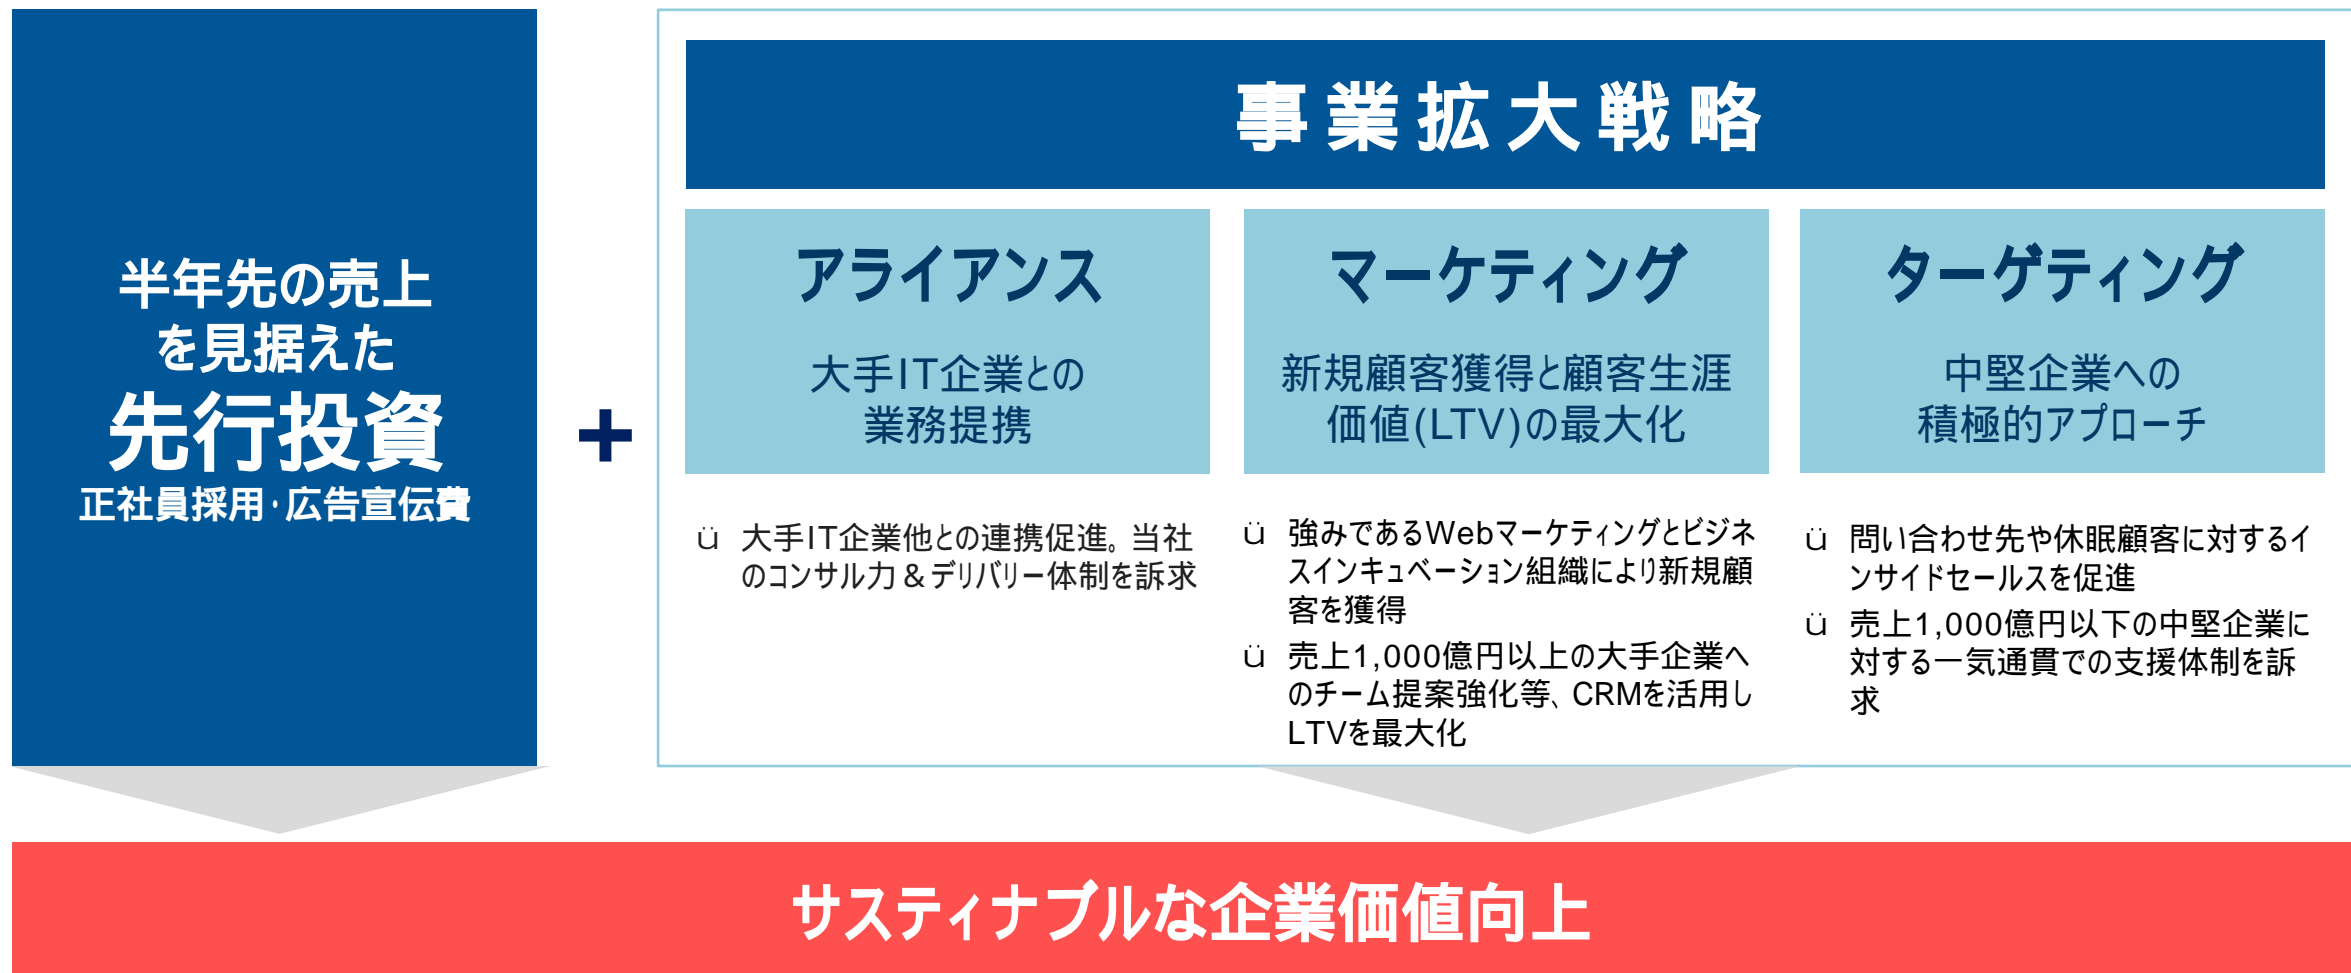 半年先の売上
を見据えた
先行投資
正社員採用・広告宣伝費
+
事業拡大戦略
アライアンス
大手IT企業との
業務提携
ü 大手IT企業他との連携促進。当社
のコンサル力＆デリバリー体制を訴求
マーケティング
新規顧客獲得と顧客生涯
価値(LTV)の最大化
ü 強みであるWebマーケティングとビジネ
スインキュベーション組織により新規顧
客を獲得
ü 売上1,000億円以上の大手企業へ
のチーム提案強化等、CRMを活用し
LTVを最大化
ターゲティング
中堅企業への
積極的アプローチ
ü 問い合わせ先や休眠顧客に対するイ
ンサイドセールスを促進
ü 売上1,000億円以下の中堅企業に
対する一気通貫での支援体制を訴
求
サスティナブルな企業価値向上